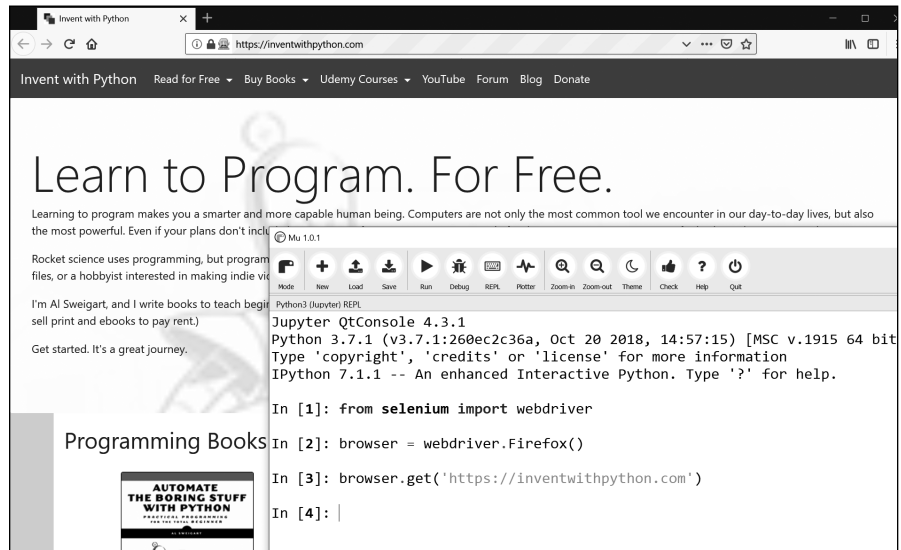 Invent with Python
https://inventwithpython.com
Invent with Python Read for Free Buy Books Udemy Courses YouTube Forum Blog Donate
Learn to Program. For Free.
Learning to program makes you a smarter and more capable human being. Computers are not only the most common tool we encounter in our day-to-day lives, but also
the most powerful. Even if your plans don't
Rocket science uses programming, but
files, or a hobbyist interested in making indie
I'm Al Sweigart, and I write books to teach
sell print and ebooks to pay rent.)
Get started. It's a great journey.
Programming Books
AUTOMATE
THE BORING STUFF
WITH PYTHON
PRACTICAL PROGRAMMING
FOR THE TOTAL BEGINNER
AL SWEIGART
Mu 1.0.1
Mode New Load Save Run Debug REPL Plotter Zoom-in Zoom-out Theme Check Help Quit
Python3 (Jupyter) REPL
Jupyter QtConsole 4.3.1
Python 3.7.1 (v3.7.1:260ec2c36a, Oct 20 2018, 14:57:15) [MSC v.1915 64 bit
Type 'copyright', 'credits' or 'license' for more information
IPython 7.1.1 -- An enhanced Interactive Python. Type '?' for help.
In [1]: from selenium import webdriver
In [2]: browser = webdriver.Firefox()
In [3]: browser.get('https://inventwithpython.com')
In [4]: